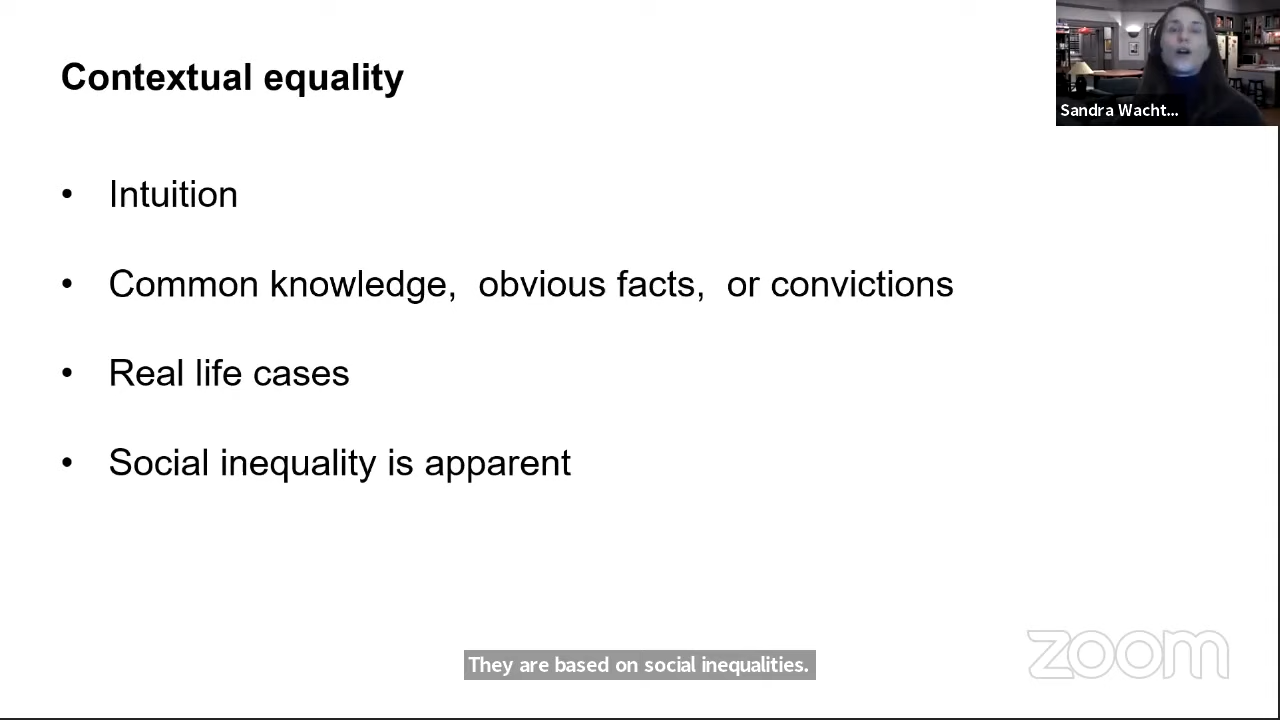 Contextual equality
Sandra Wacht...
• Intuition
• Common knowledge,  obvious facts,  or convictions
• Real life cases
• Social inequality is apparent
They are based on social inequalities.
zoom